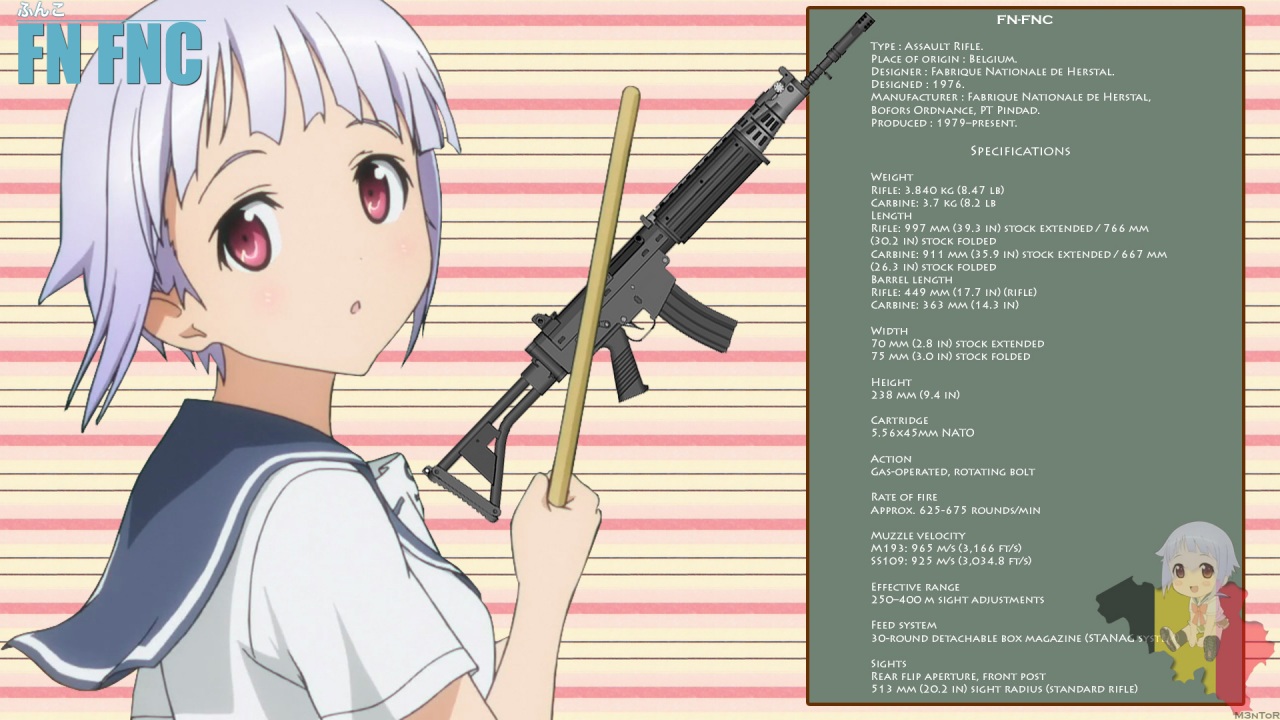 ふんこ
FN FNC
FN-FNC
Type : Assault Rifle.
Place of origin : Belgium.
Designer : Fabrique Nationale de Herstal.
Designed : 1976.
Manufacturer : Fabrique Nationale de Herstal,
Bofors Ordnance, PT Pindad.
Produced : 1979–present.
Specifications
Weight
Rifle: 3.840 kg (8.47 lb)
Carbine: 3.7 kg (8.2 lb
Length
Rifle: 997 mm (39.3 in) stock extended / 766 mm
(30.2 in) stock folded
Carbine: 911 mm (35.9 in) stock extended / 667 mm
(26.3 in) stock folded
Barrel length
Rifle: 449 mm (17.7 in) (rifle)
Carbine: 363 mm (14.3 in)
Width
70 mm (2.8 in) stock extended
75 mm (3.0 in) stock folded
Height
238 mm (9.4 in)
Cartridge
5.56x45mm NATO
Action
Gas-operated, rotating bolt
Rate of fire
Approx. 625-675 rounds/min
Muzzle velocity
M193: 965 m/s (3,166 ft/s)
SS109: 925 m/s (3,034.8 ft/s)
Effective range
250–400 m sight adjustments
Feed system
30-round detachable box magazine (STANAG
Sights
Rear flip aperture, front post
513 mm (20.2 in) sight radius (standard rifle)
M3NToR